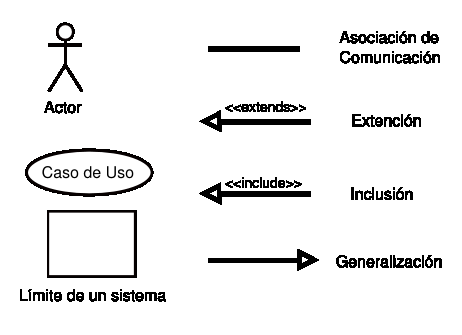 Asociación de
Comunicación
Actor
<<extends>>
Extención
Caso de Uso
<<include>>
Inclusión
Generalización
Límite de un sistema